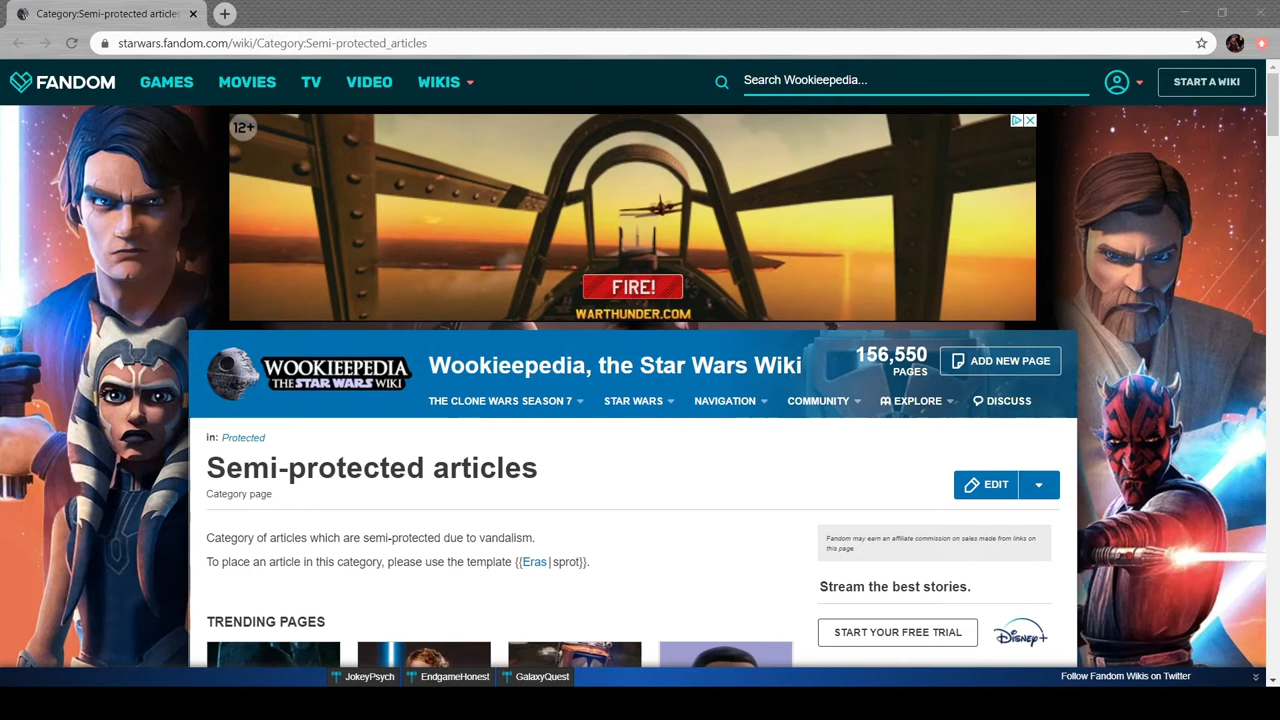 Category:Semi-protected articles
starwars.fandom.com/wiki/Category:Semi-protected_articles
FANDOM GAMES MOVIES TV VIDEO WIKIS Search Wookieepedia... START A WIKI
12+
FIRE!
WARTHUNDER.COM
WOOKIEEPEDIA
THE STAR WARS WIKI
Wookieepedia, the Star Wars Wiki
156,550
PAGES
ADD NEW PAGE
THE CLONE WARS SEASON 7 STAR WARS NAVIGATION COMMUNITY EXPLORE DISCUSS
in: Protected
Semi-protected articles
Category page
EDIT
Category of articles which are semi-protected due to vandalism.
To place an article in this category, please use the template {{Eras|sprot}}.
Fandom may earn an affiliate commission on sales made from links on
this page.
Stream the best stories.
START YOUR FREE TRIAL
Disney+
TRENDING PAGES
JokeyPsych EndgameHonest GalaxyQuest Follow Fandom Wikis on Twitter